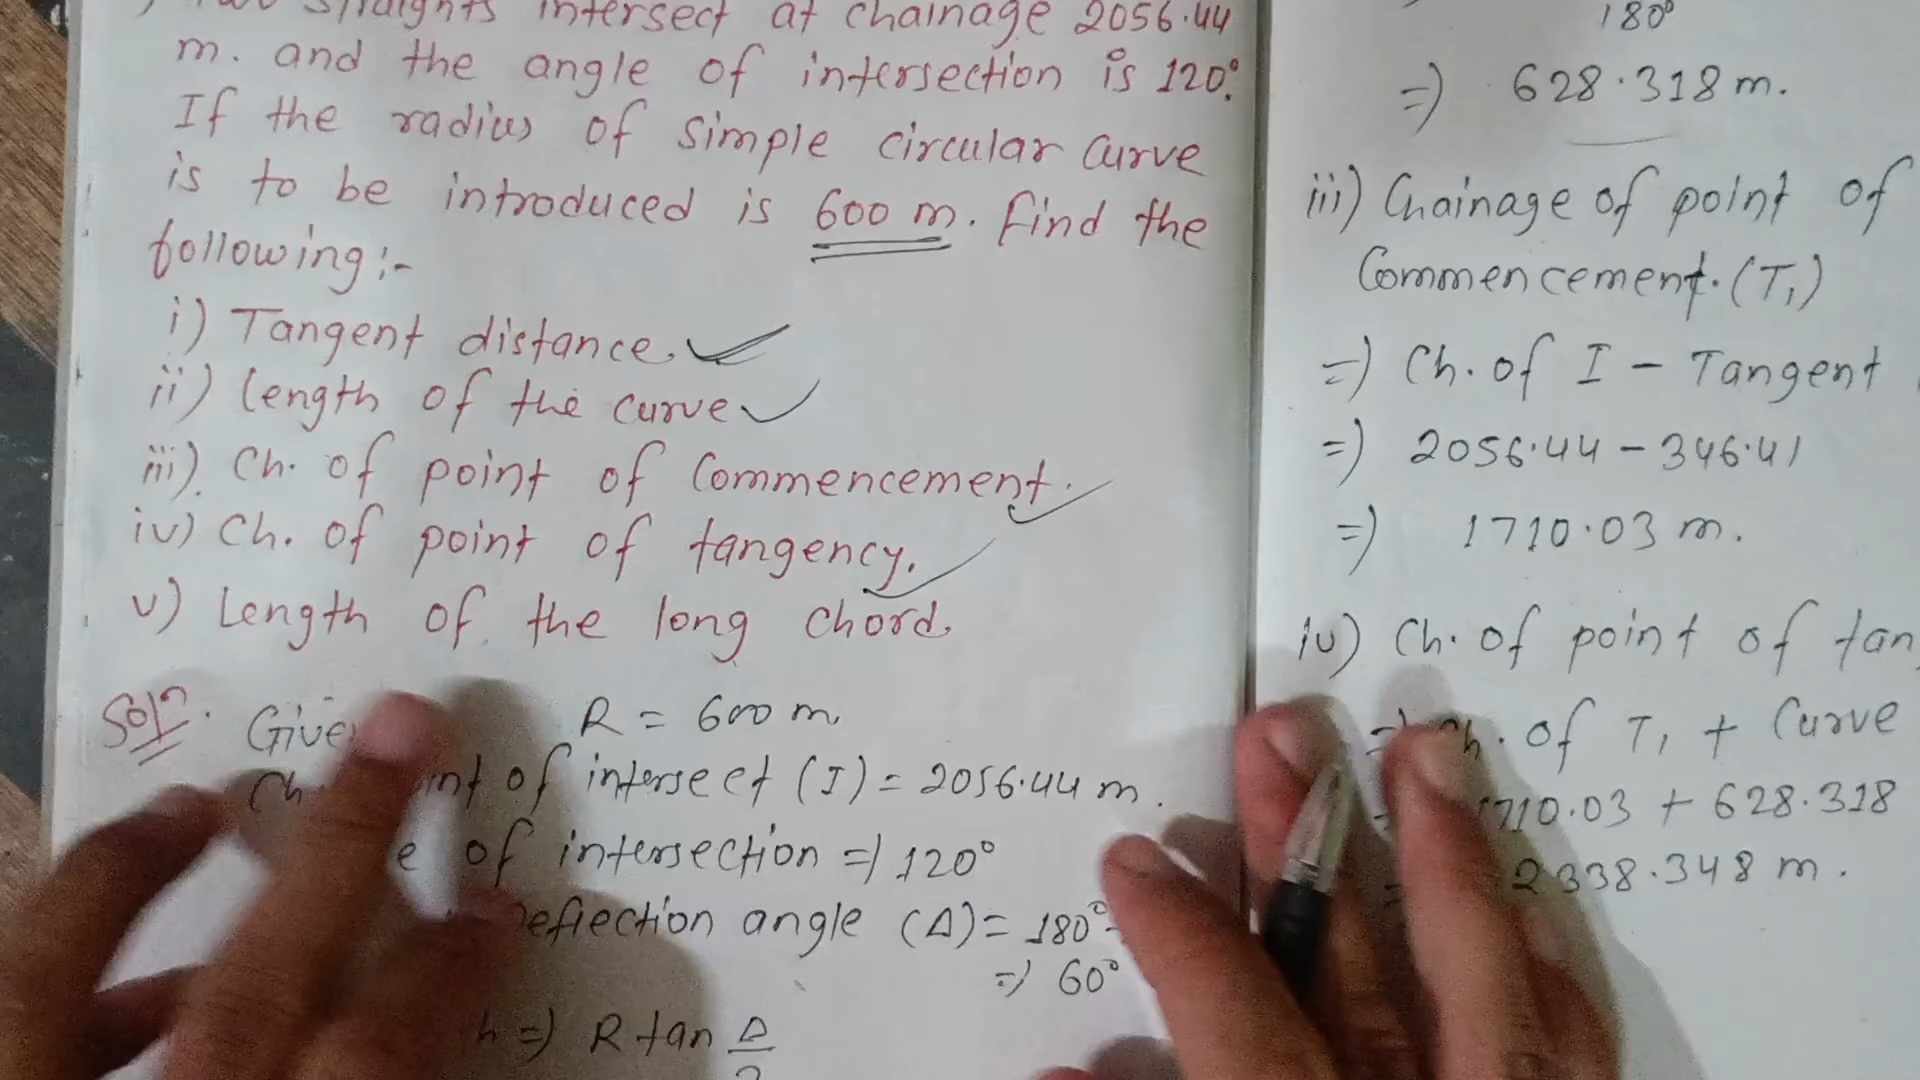 straights intersect at chainage 2056.44
m. and the angle of intersection is 120°.
If the radius of simple circular curve
is to be introduced is 600 m. Find the
following:-
i) Tangent distance.
ii) Length of the curve
iii) Ch. of point of Commencement.
iv) Ch. of point of tangency.
v) Length of the long chord.
Soln. Given R = 600 m
Ch of intersect (I) = 2056.44 m.
of intersection => 120°
eflection angle (Δ) = 180°
=> 60°
=> R tan Δ/2
180°
=> 628.318 m.
iii) Chainage of point of
Commencement. (T1)
=> Ch. of I - Tangent
=> 2056.44 - 346.41
=> 1710.03 m.
iv) Ch. of point of tan
Ch. of T1 + Curve
710.03 + 628.318
2338.348 m.